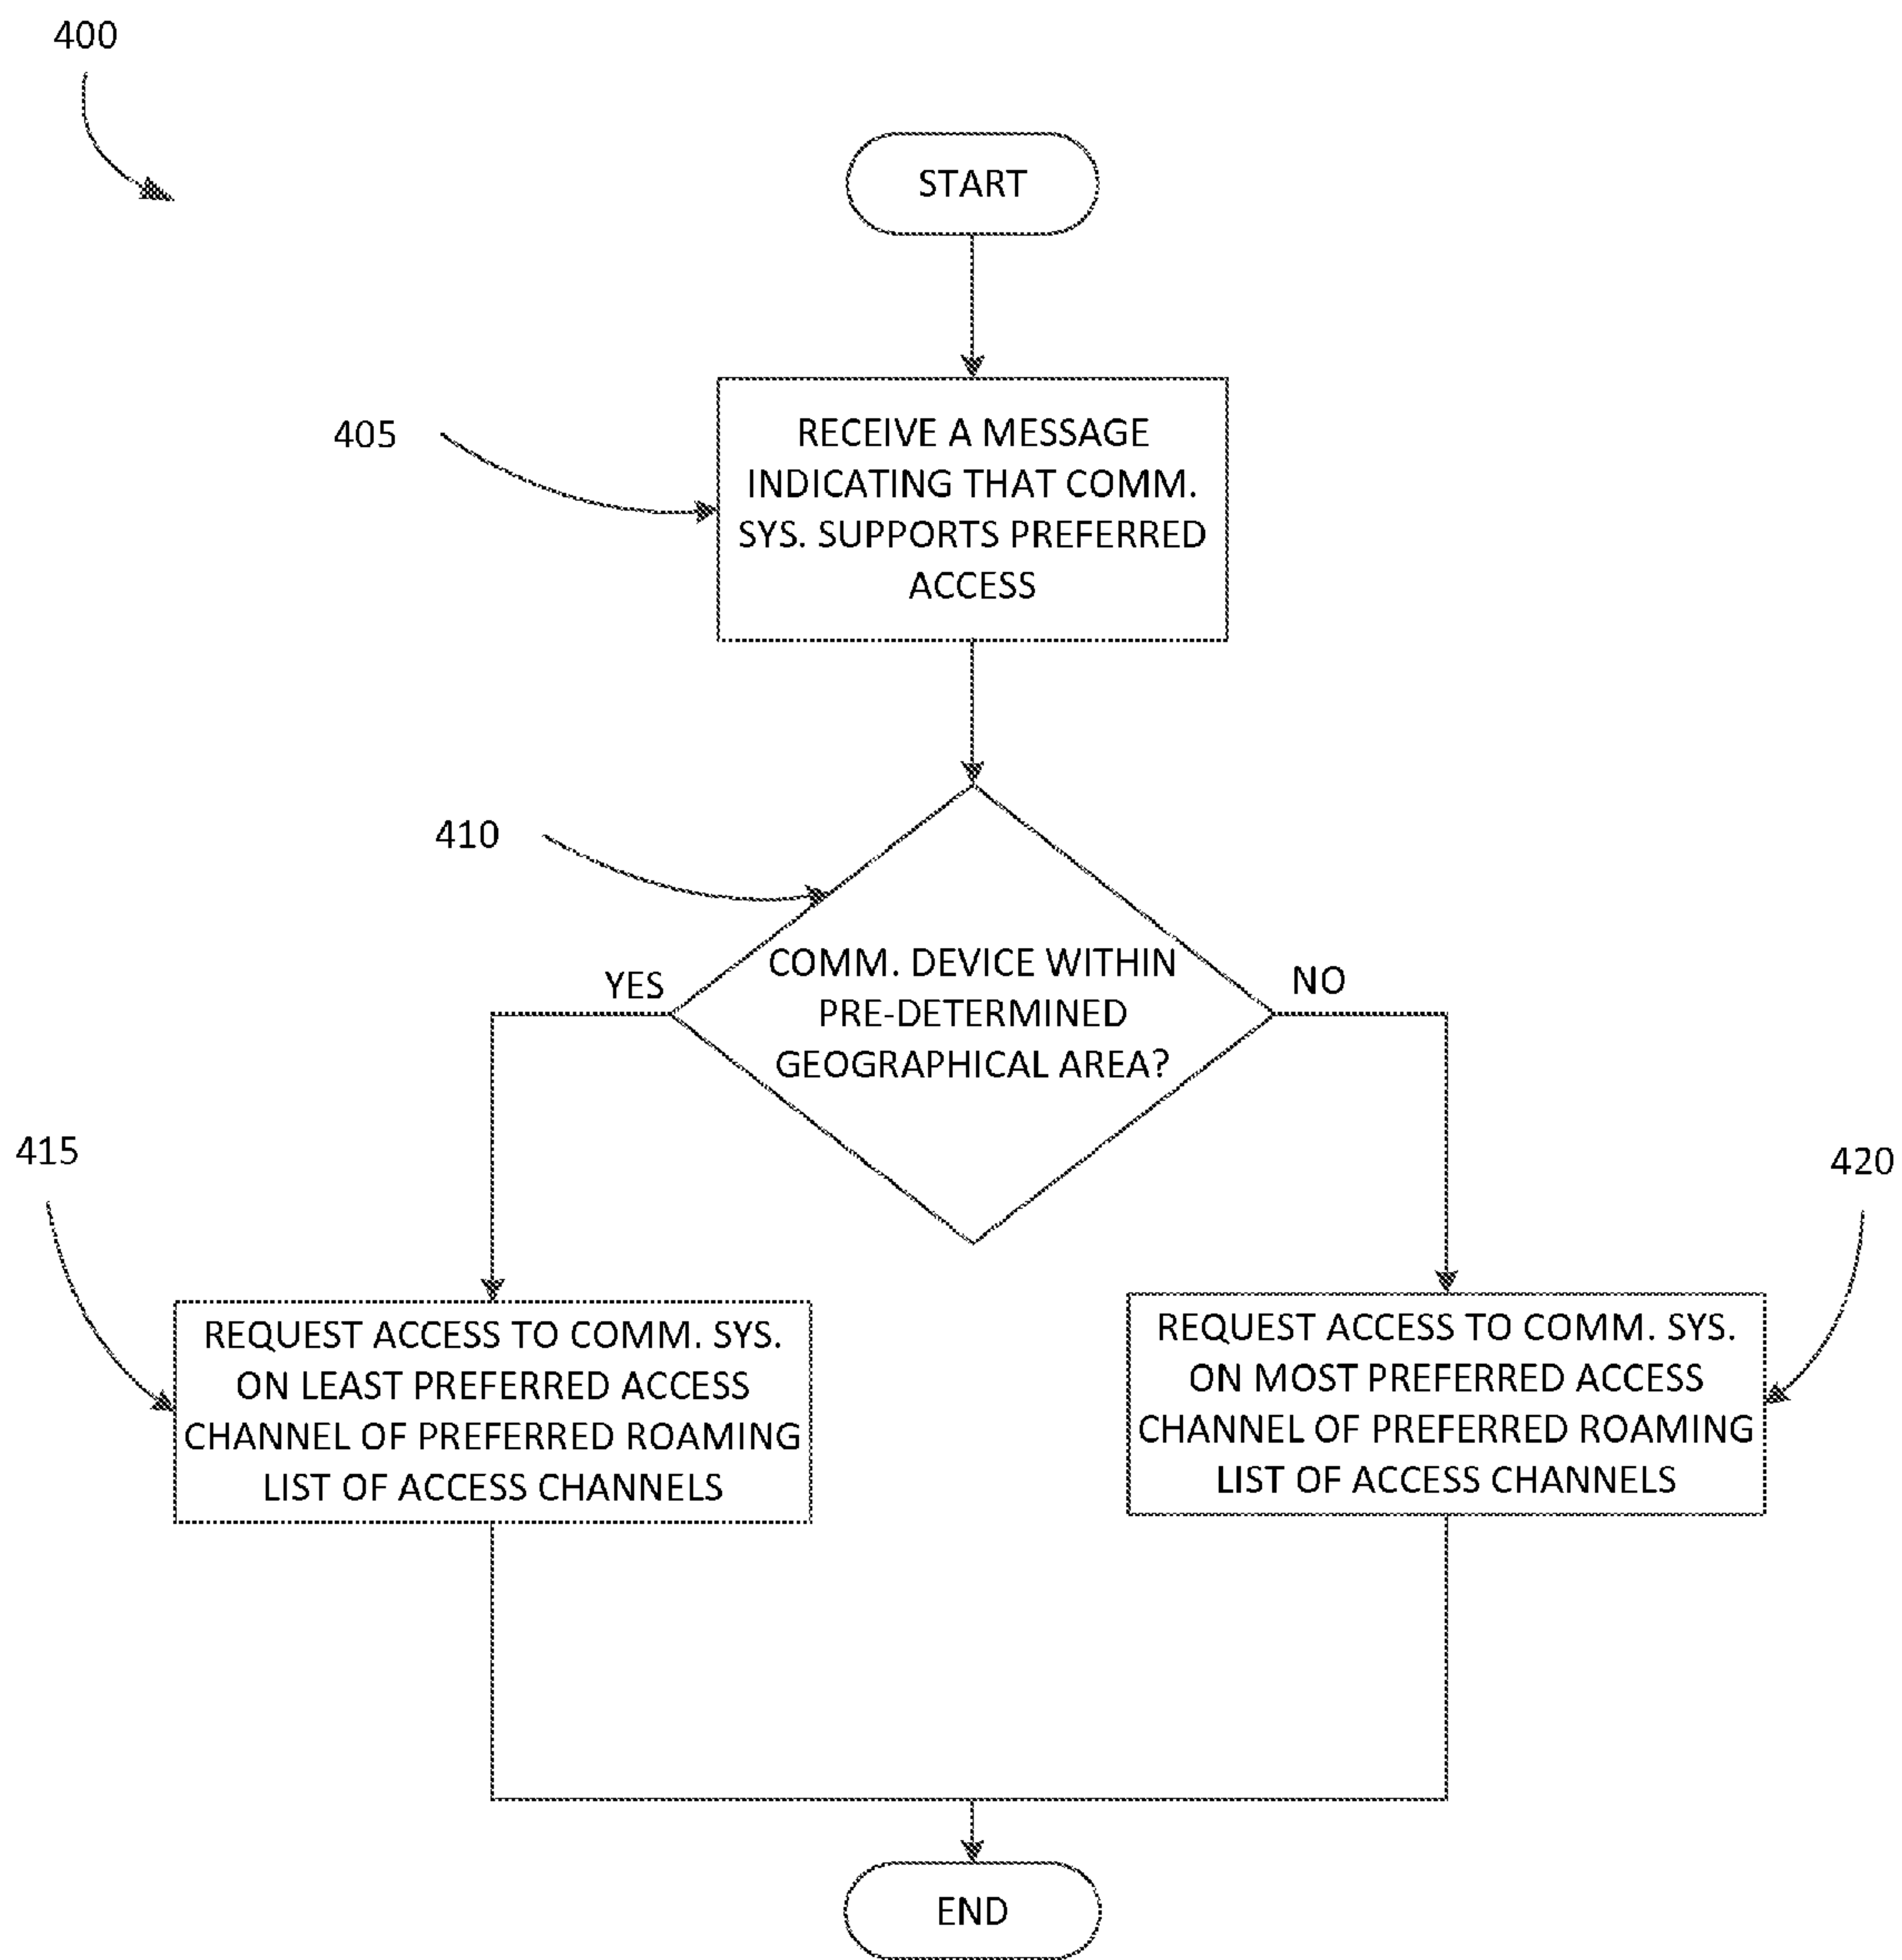 400
START
405
RECEIVE A MESSAGE
INDICATING THAT COMM.
SYS. SUPPORTS PREFERRED
ACCESS
410
COMM. DEVICE WITHIN
PRE-DETERMINED
GEOGRAPHICAL AREA?
YES
NO
415
REQUEST ACCESS TO COMM. SYS.
ON LEAST PREFERRED ACCESS
CHANNEL OF PREFERRED ROAMING
LIST OF ACCESS CHANNELS
420
REQUEST ACCESS TO COMM. SYS.
ON MOST PREFERRED ACCESS
CHANNEL OF PREFERRED ROAMING
LIST OF ACCESS CHANNELS
END